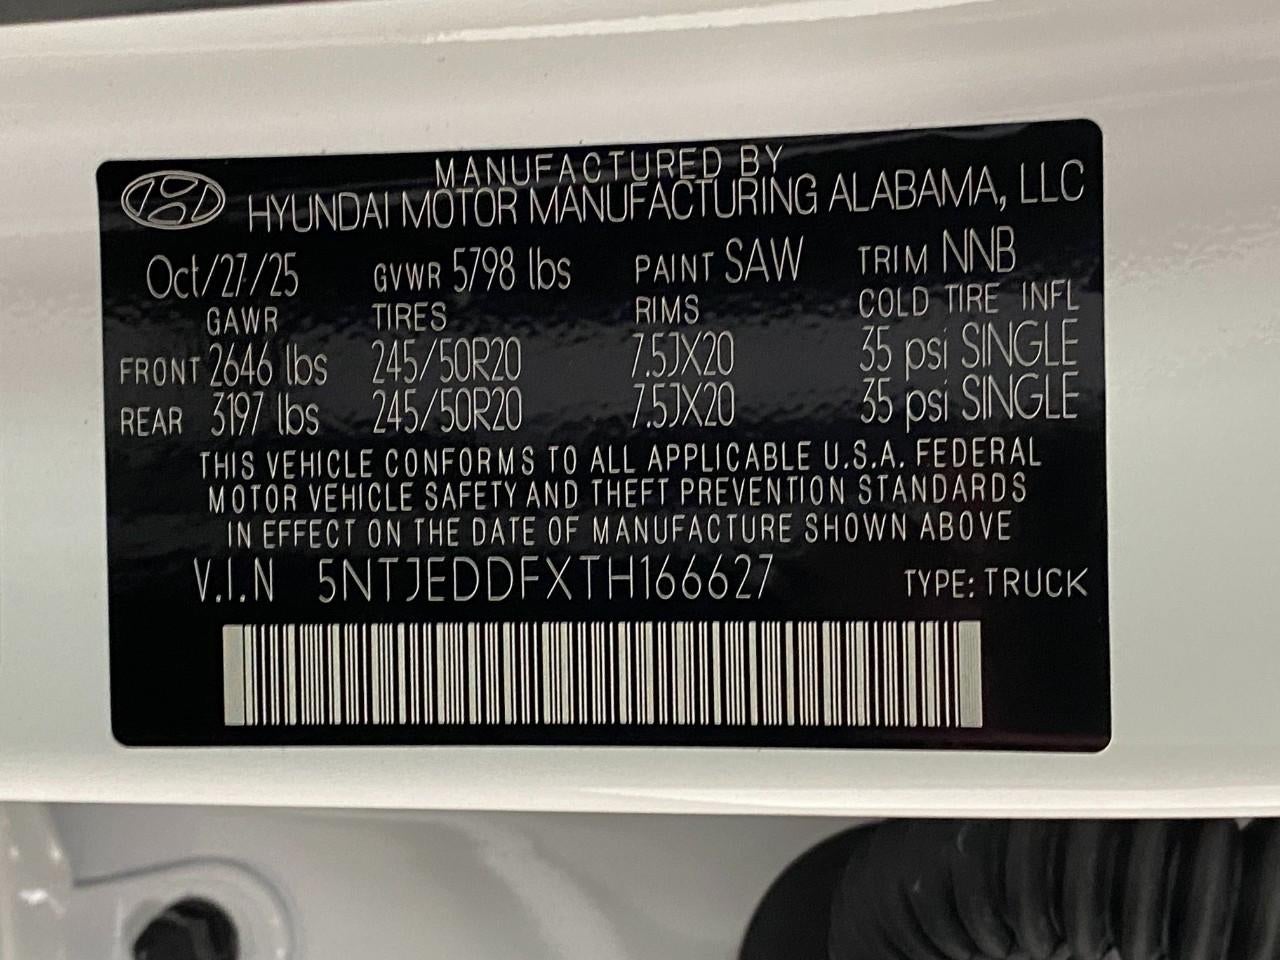 MANUFACTURED BY
HYUNDAI MOTOR MANUFACTURING ALABAMA, LLC
Oct/27/25 GVWR 5798 lbs PAINT SAW TRIM NNB
GAWR TIRES RIMS COLD TIRE INFL
FRONT 2646 lbs 245/50R20 7.5JX20 35 psi SINGLE
REAR 3197 lbs 245/50R20 7.5JX20 35 psi SINGLE
THIS VEHICLE CONFORMS TO ALL APPLICABLE U.S.A. FEDERAL
MOTOR VEHICLE SAFETY AND THEFT PREVENTION STANDARDS
IN EFFECT ON THE DATE OF MANUFACTURE SHOWN ABOVE
V.I.N 5NTJEDDFXTH166627 TYPE: TRUCK